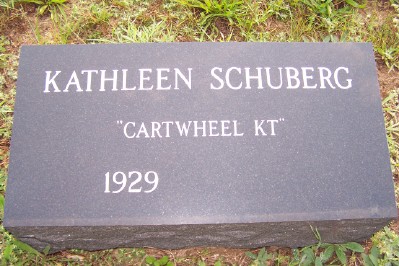 KATHLEEN SCHUBERG
"CARTWHEEL KT"
1929